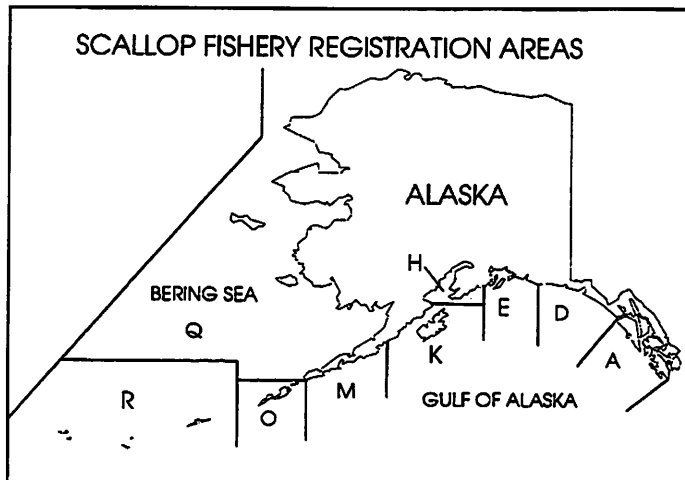 SCALLOP FISHERY REGISTRATION AREAS
ALASKA
H
BERING SEA
E
D
Q
K
A
R
M
GULF OF ALASKA
O